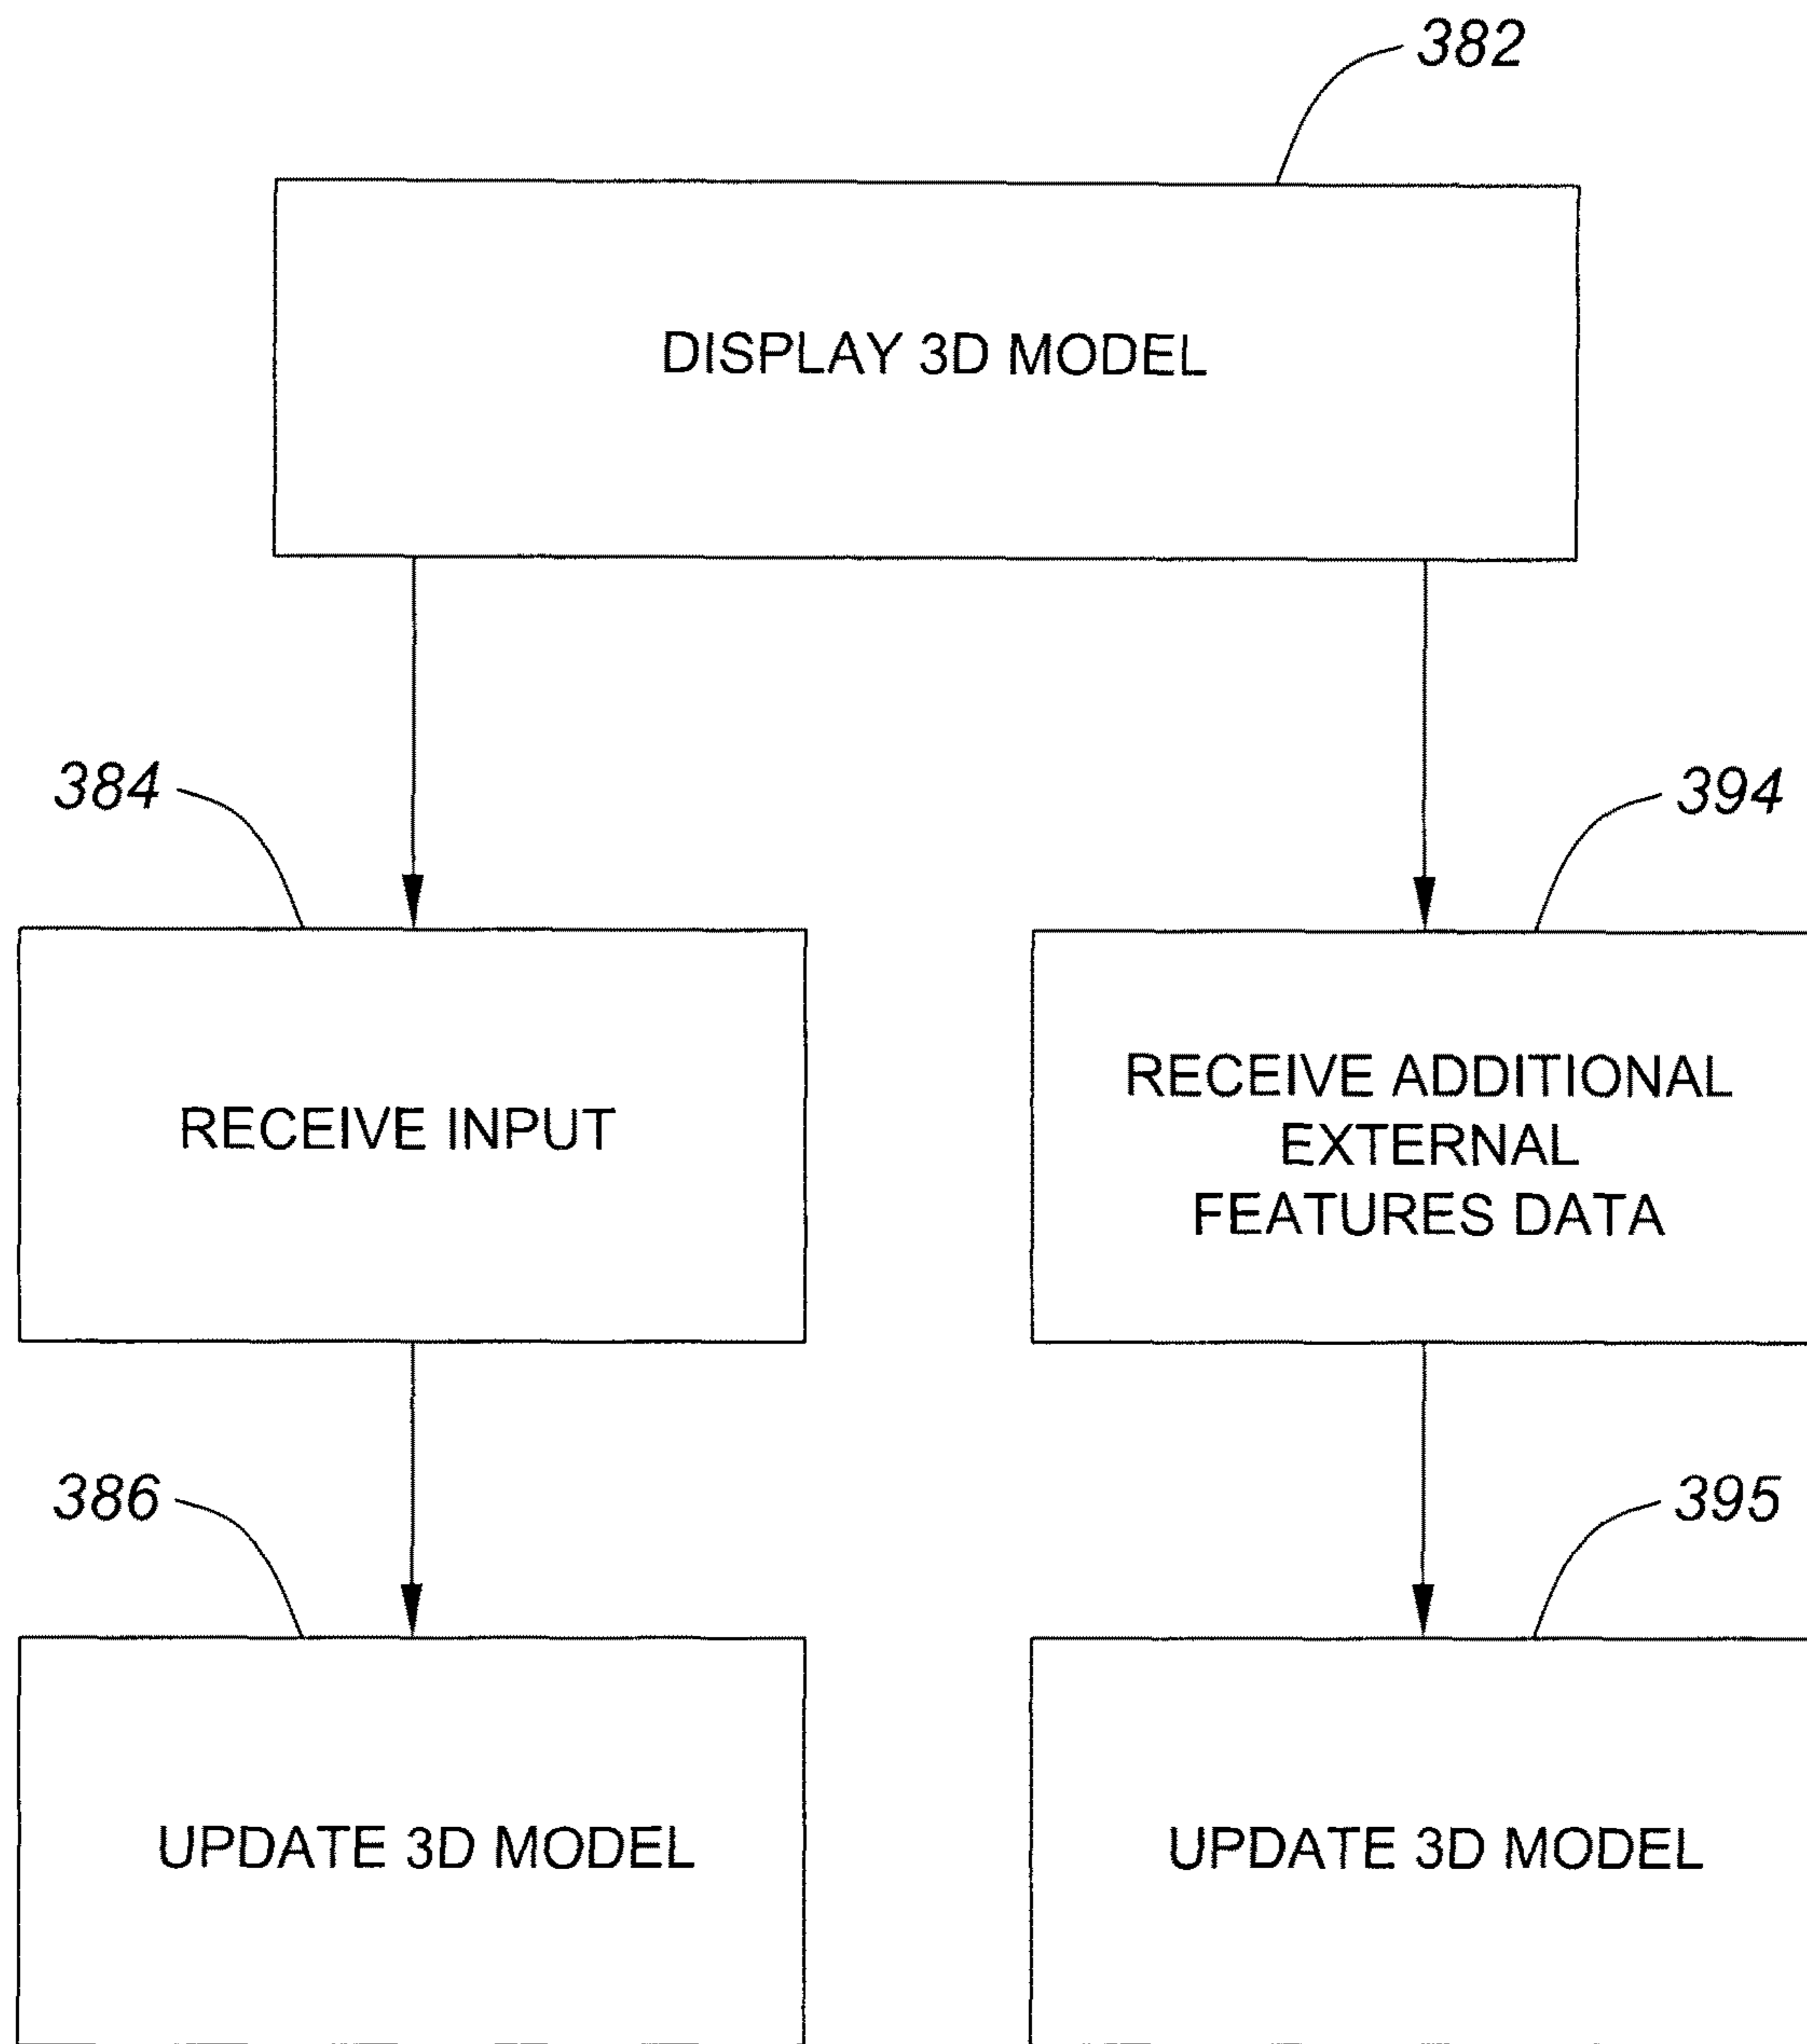 382
DISPLAY 3D MODEL
384
394
RECEIVE INPUT
RECEIVE ADDITIONAL
EXTERNAL
FEATURES DATA
386
395
UPDATE 3D MODEL
UPDATE 3D MODEL